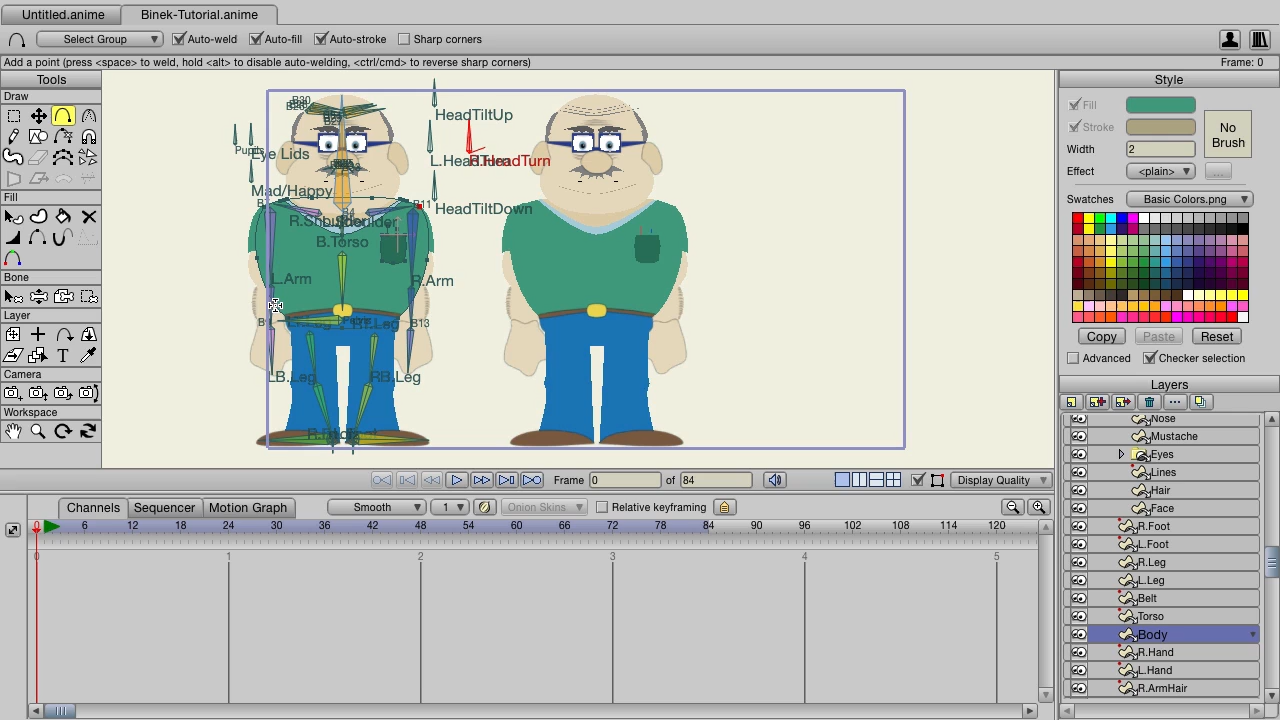 Untitled.anime Binek-Tutorial.anime
Select Group Auto-weld Auto-fill Auto-stroke Sharp corners
Add a point (press <space> to weld, hold <alt> to disable auto-welding, <ctrl/cmd> to reverse sharp corners) Frame: 0
Tools
Draw
Fill
Bone
Layer
Camera
Workspace
HeadTiltUp
Eye Lids
HeadTurn
Mad/Happy
HeadTiltDown
B11
B.Torso
L.Arm R.Arm
B13
LB.Leg RB.Leg
Style
Fill
Stroke
Width 2
No Brush
Effect <plain> ...
Swatches Basic Colors.png
Copy Paste Reset
Advanced Checker selection
Layers
Nose
Mustache
Eyes
Lines
Hair
Face
R.Foot
L.Foot
R.Leg
L.Leg
Belt
Torso
Body
R.Hand
L.Hand
R.ArmHair
Frame 0 of 84 Display Quality
Channels Sequencer Motion Graph Smooth 1 Onion Skins Relative keyframing
0 6 12 18 24 30 36 42 48 54 60 66 72 78 84 90 96 102 108 114 120
0 1 2 3 4 5